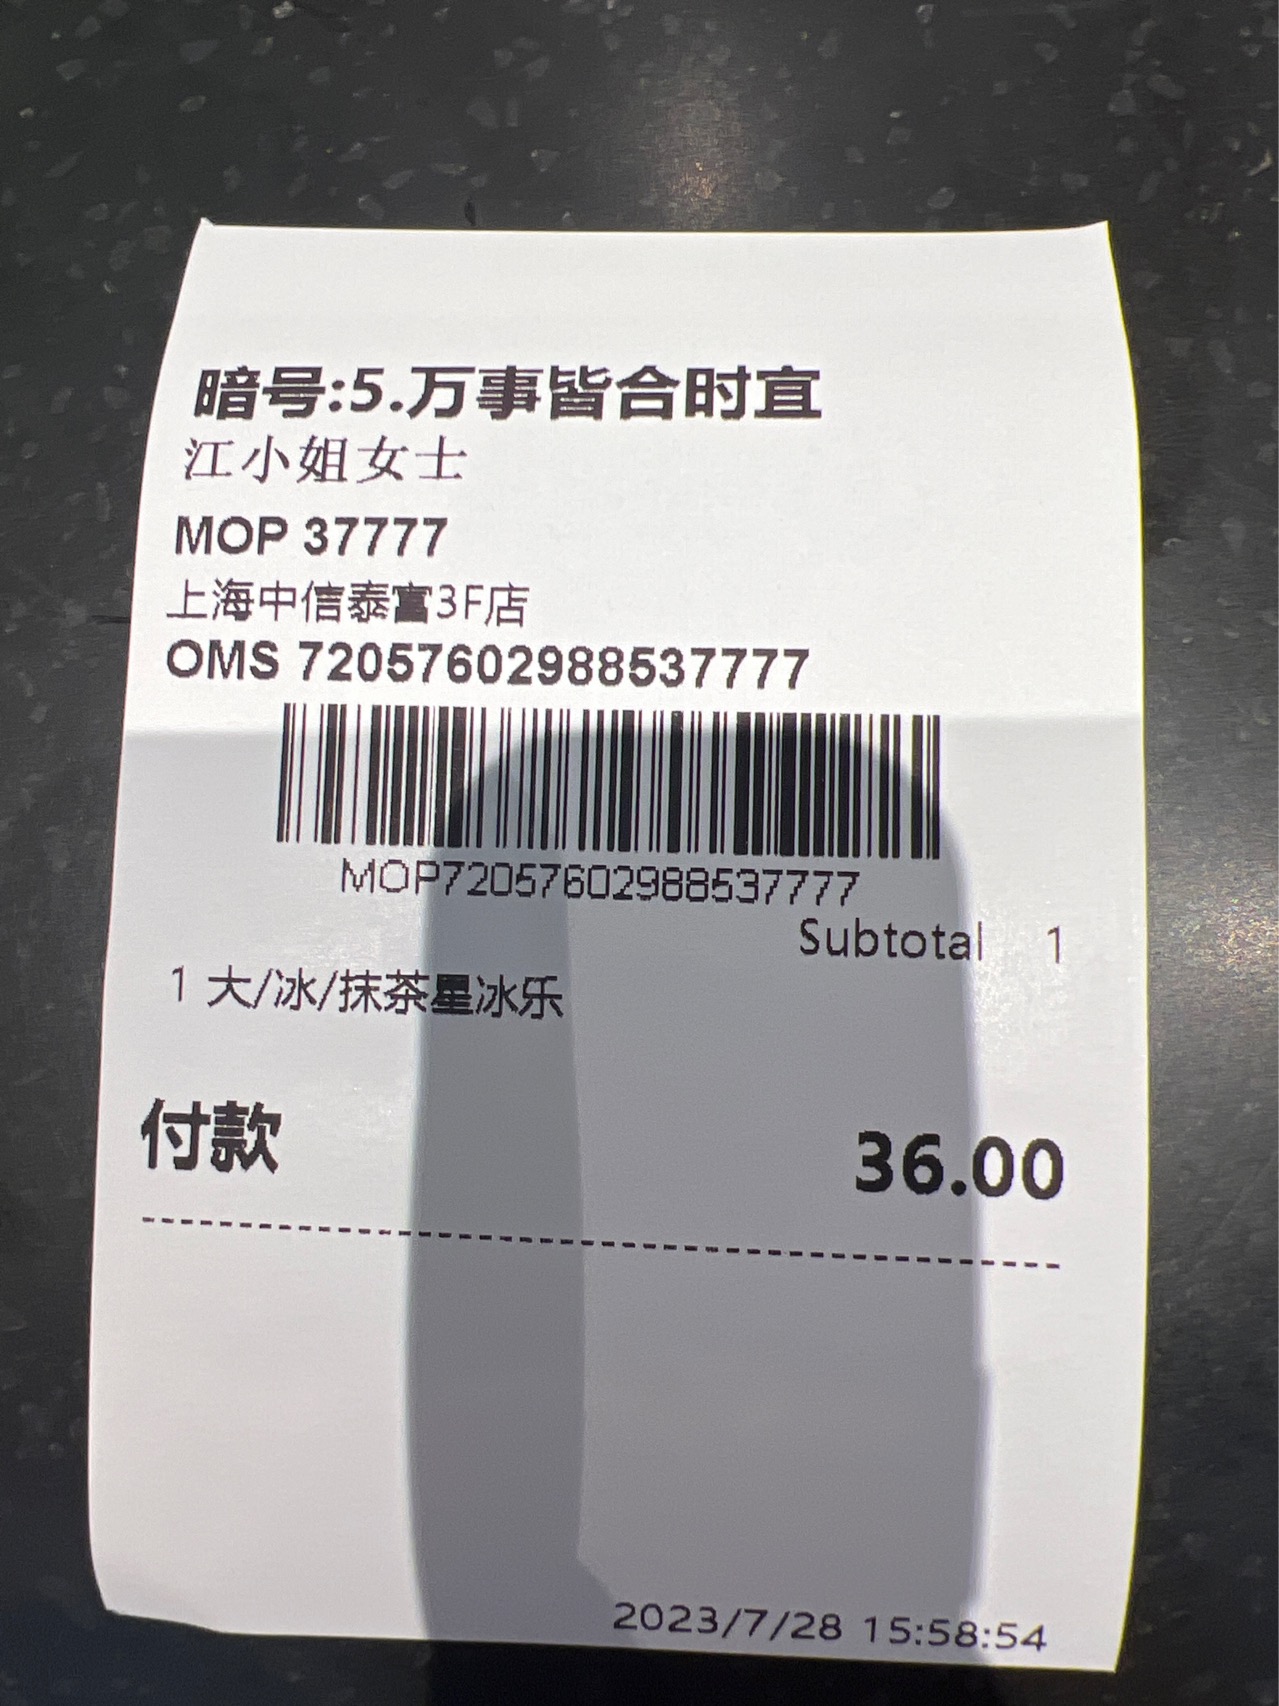 暗号:5.万事皆合时宜
江小姐女士
MOP 37777
上海中信泰富3F店
OMS 72057602988537777
MOP72057602988537777
Subtotal 1
1 大/冰/抹茶星冰乐
付款 36.00
2023/7/28 15:58:54